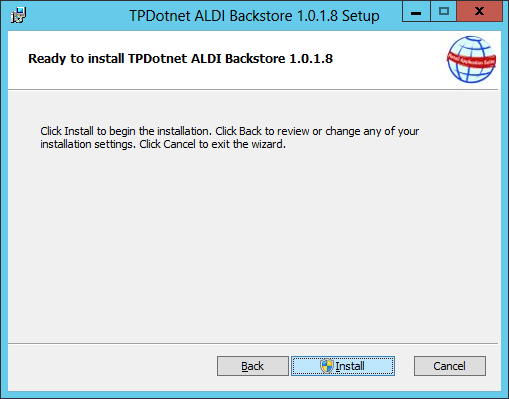 TPDotnet ALDI Backstore 1.0.1.8 Setup
Ready to install TPDotnet ALDI Backstore 1.0.1.8
Click Install to begin the installation. Click Back to review or change any of your
installation settings. Click Cancel to exit the wizard.
Back
Install
Cancel